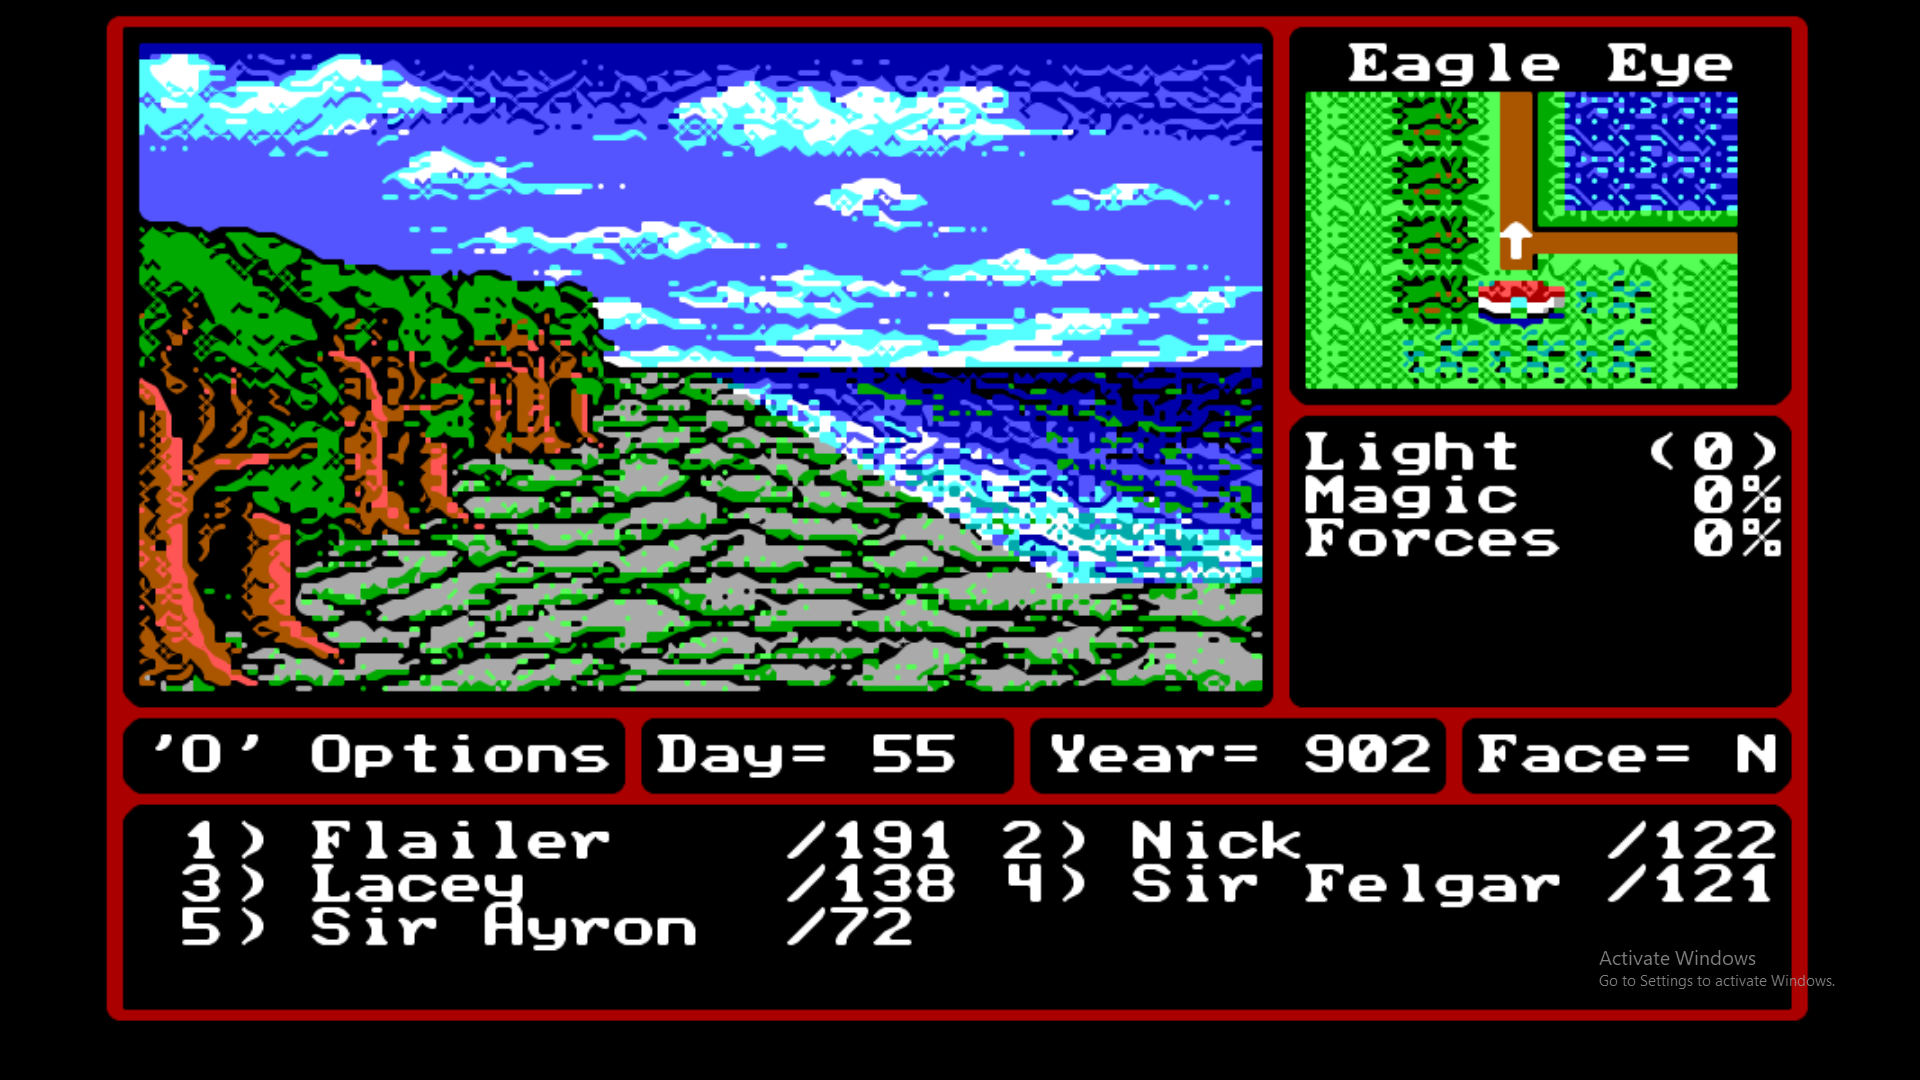 Eagle Eye
Light (0)
Magic 0%
Forces 0%
'O' Options Day= 55 Year= 902 Face= N
1) Flailer /191 2) Nick /122
3) Lacey /138 4) Sir Felgar /121
5) Sir Ayron /72
Activate Windows
Go to Settings to activate Windows.